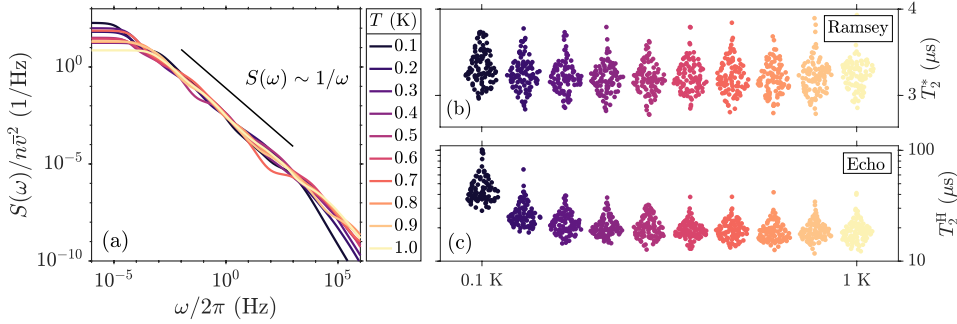 T (K)
0.1
0.2
0.3
0.4
0.5
0.6
0.7
0.8
0.9
1.0
S(ω)/nv̄² (1/Hz)
10⁰
10⁻⁵
10⁻¹⁰
S(ω) ∼ 1/ω
(a)
10⁻⁵ 10⁰ 10⁵
ω/2π (Hz)
Ramsey
(b)
4
3
T₂* (μs)
Echo
(c)
100
10
T₂ᴴ (μs)
0.1 K 1 K